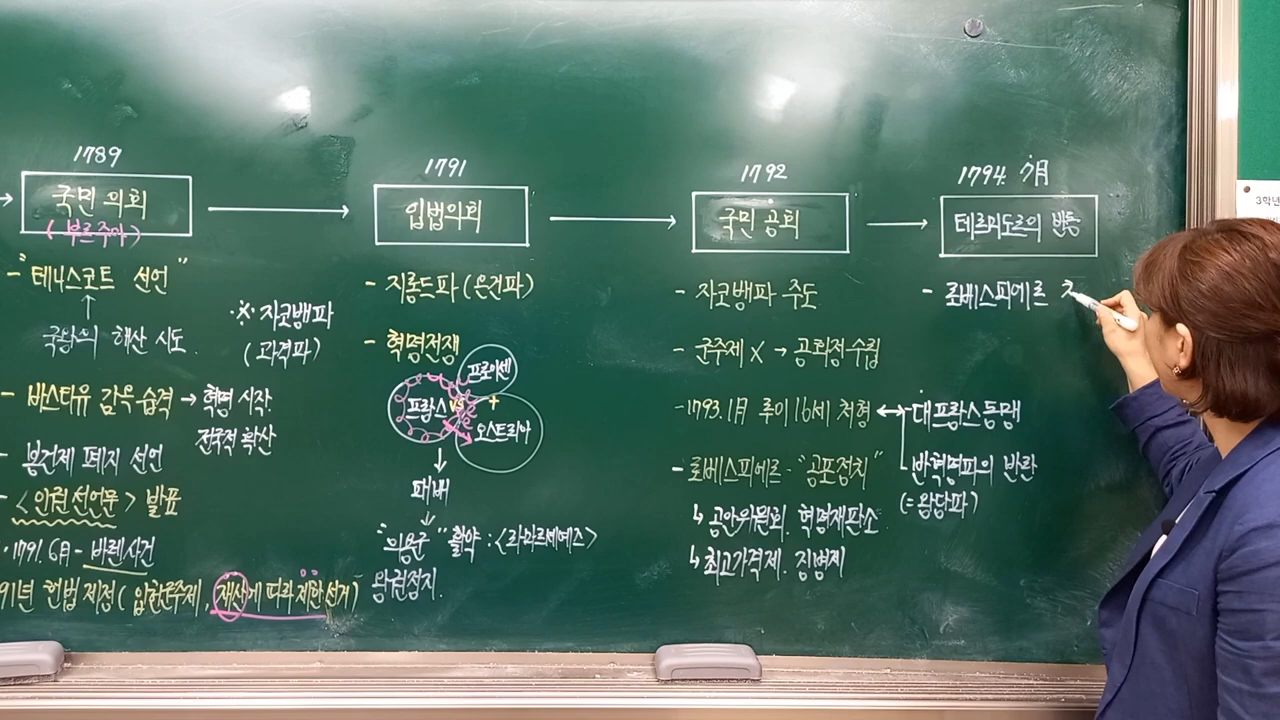 1789
국민 의회
(부르주아)
- "테니스코트 선언"
↑
국왕의 해산 시도.
※ 자코뱅파
(과격파)
- 바스티유 감옥 습격 → 혁명 시작.
전국적 확산
- 봉건제 폐지 선언
- <인권 선언문> 발표
· 1791. 6月 - 바렌 사건
91년 헌법 제정 (입헌군주제, 재산에 따라 제한 선거)
1791
입법의회
- 지롱드파 (온건파)
- 혁명전쟁
프랑스 vs 프로이센
+
오스트리아
↓
패배
↓
"의용군" 활약 : <라마르세예즈>
왕권정지.
1792
국민 공회
- 자코뱅파 주도
- 군주제 X → 공화정 수립
- 1793. 1月 루이 16세 처형 ↔ 대프랑스 동맹
반혁명파의 반란
(= 왕당파)
- 로베스피에르 - "공포정치"
↳ 공안위원회. 혁명재판소
↳ 최고가격제. 징병제
1794. 7月
테르미도르의 반동
- 로베스피에르
3학년